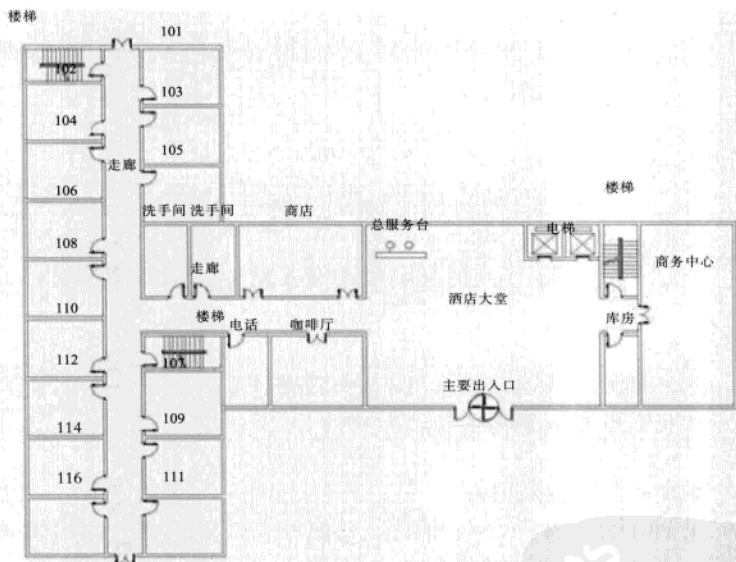 楼梯
101
102
103
104
105
走廊
106
楼梯
洗手间 洗手间 商店
总服务台
电梯
108
商务中心
走廊
酒店大堂
110
楼梯
电话
咖啡厅
库房
112
107
主要出入口
109
114
116
111